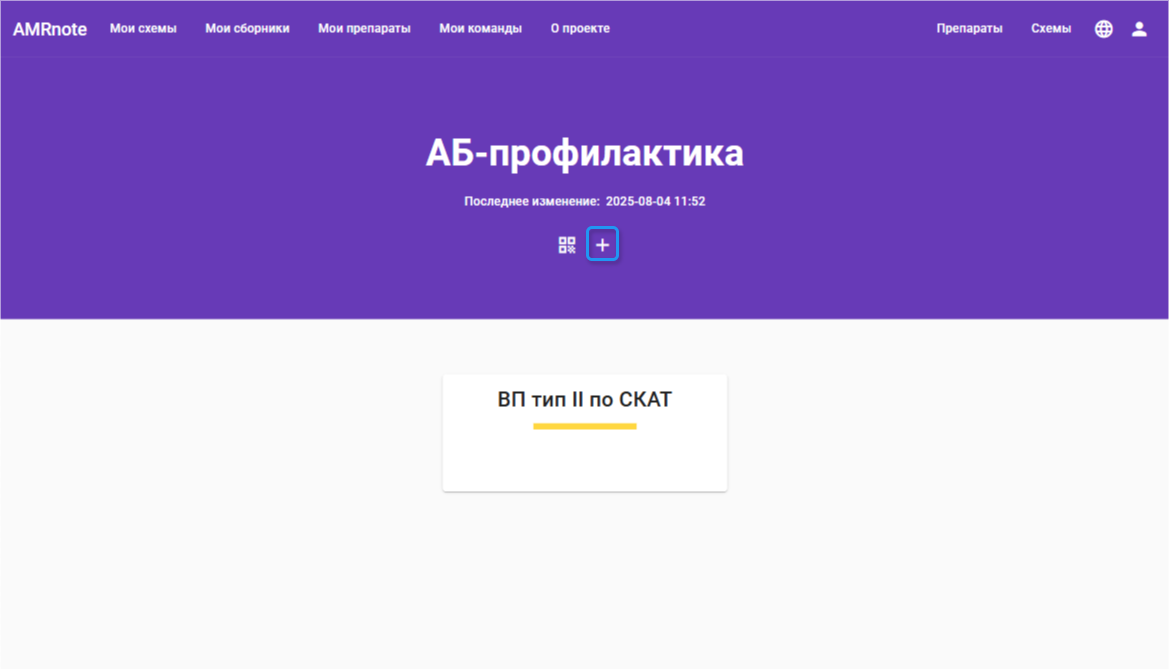 AMRnote Мои схемы Мои сборники Мои препараты Мои команды О проекте Препараты Схемы
АБ-профилактика
Последнее изменение: 2025-08-04 11:52
ВП тип II по СКАТ